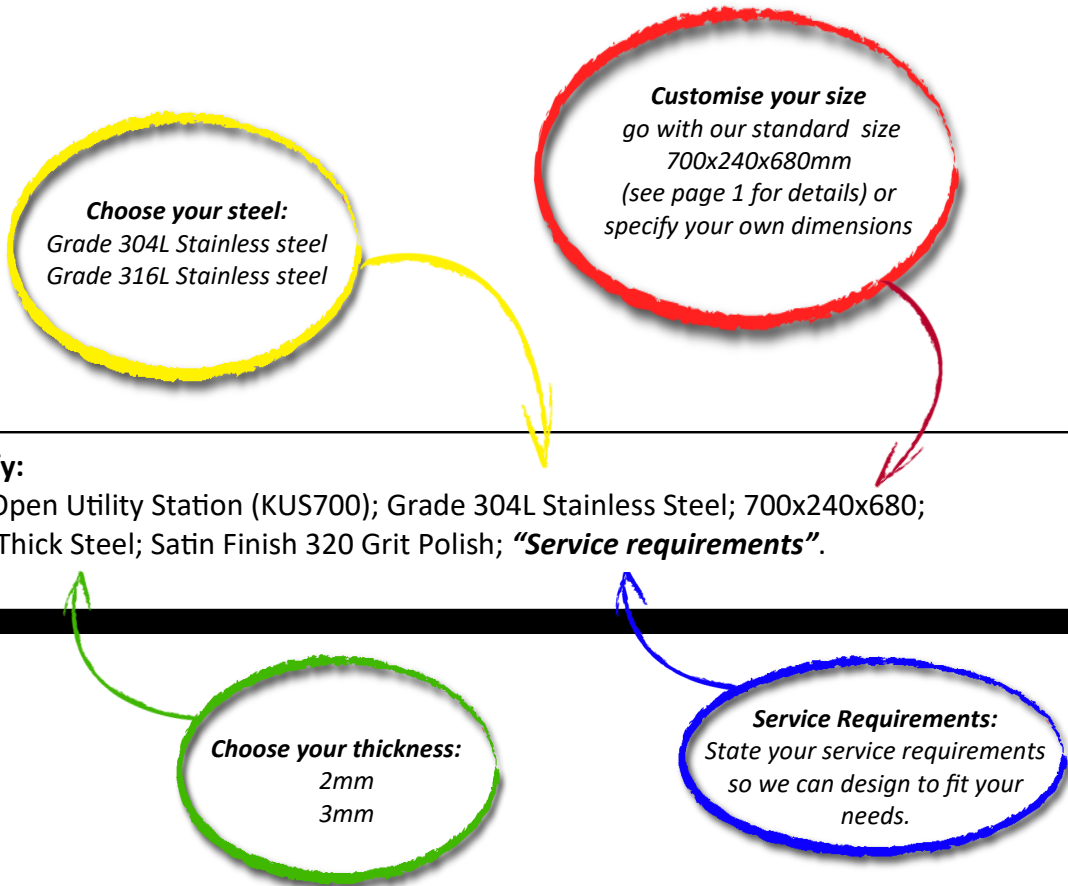 Customise your size
go with our standard size
700x240x680mm
(see page 1 for details) or
specify your own dimensions
Choose your steel:
Grade 304L Stainless steel
Grade 316L Stainless steel
fy:
Open Utility Station (KUS700); Grade 304L Stainless Steel; 700x240x680;
Thick Steel; Satin Finish 320 Grit Polish; “Service requirements”.
Choose your thickness:
2mm
3mm
Service Requirements:
State your service requirements
so we can design to fit your
needs.